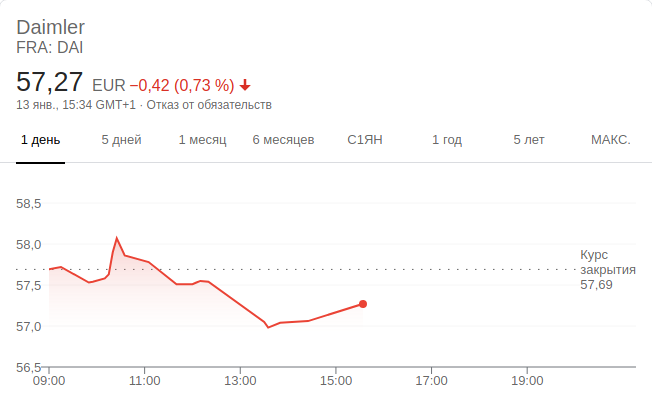 Daimler
FRA: DAI
57,27 EUR −0,42 (0,73 %)
13 янв., 15:34 GMT+1 · Отказ от обязательств
1 день 5 дней 1 месяц 6 месяцев С1ЯН 1 год 5 лет МАКС.
58,5
58,0
Курс
закрытия
57,69
57,5
57,0
56,5
09:00 11:00 13:00 15:00 17:00 19:00